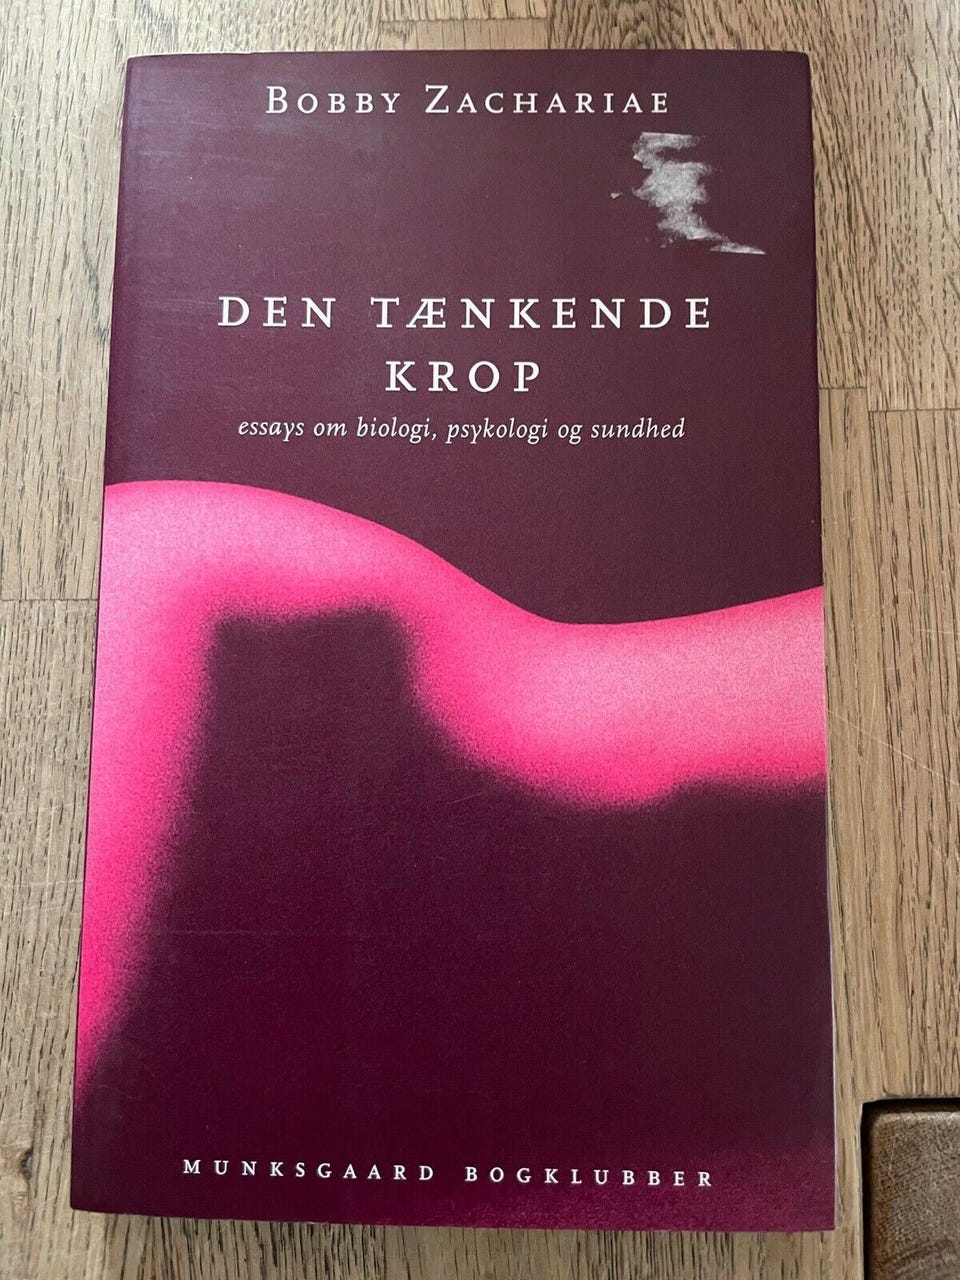 BOBBY ZACHARIAE
DEN TÆNKENDE
KROP
essays om biologi, psykologi og sundhed
MUNKSGAARD BOGKLUBBER